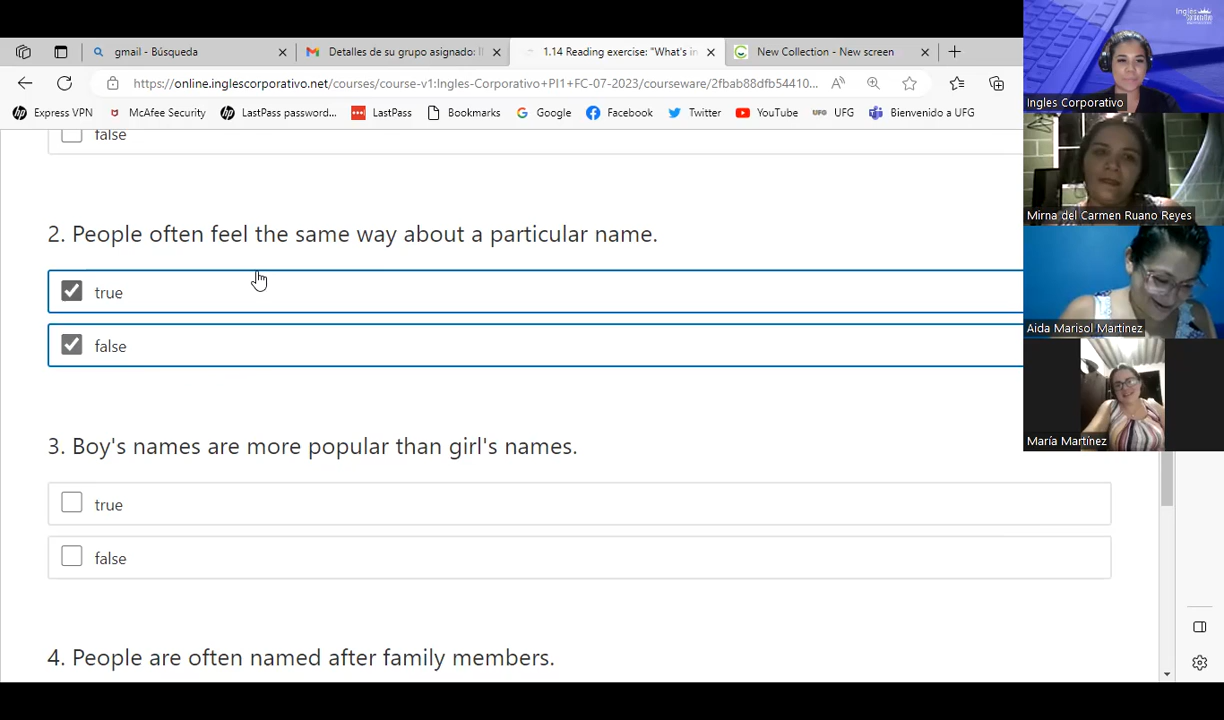 gmail - Búsqueda
Detalles de su grupo asignado: II
1.14 Reading exercise: "What's in
New Collection - New screen
https://online.inglescorporativo.net/courses/course-v1:Ingles-Corporativo+PI1+FC-07-2023/courseware/2fbab88dfb54410...
Express VPN
McAfee Security
LastPass password...
LastPass
Bookmarks
Google
Facebook
Twitter
YouTube
UFG
Bienvenido a UFG
false
2. People often feel the same way about a particular name.
true
false
3. Boy's names are more popular than girl's names.
true
false
4. People are often named after family members.
Inglés Corporativo
Ingles Corporativo
Mirna del Carmen Ruano Reyes
Aida Marisol Martinez
María Martínez